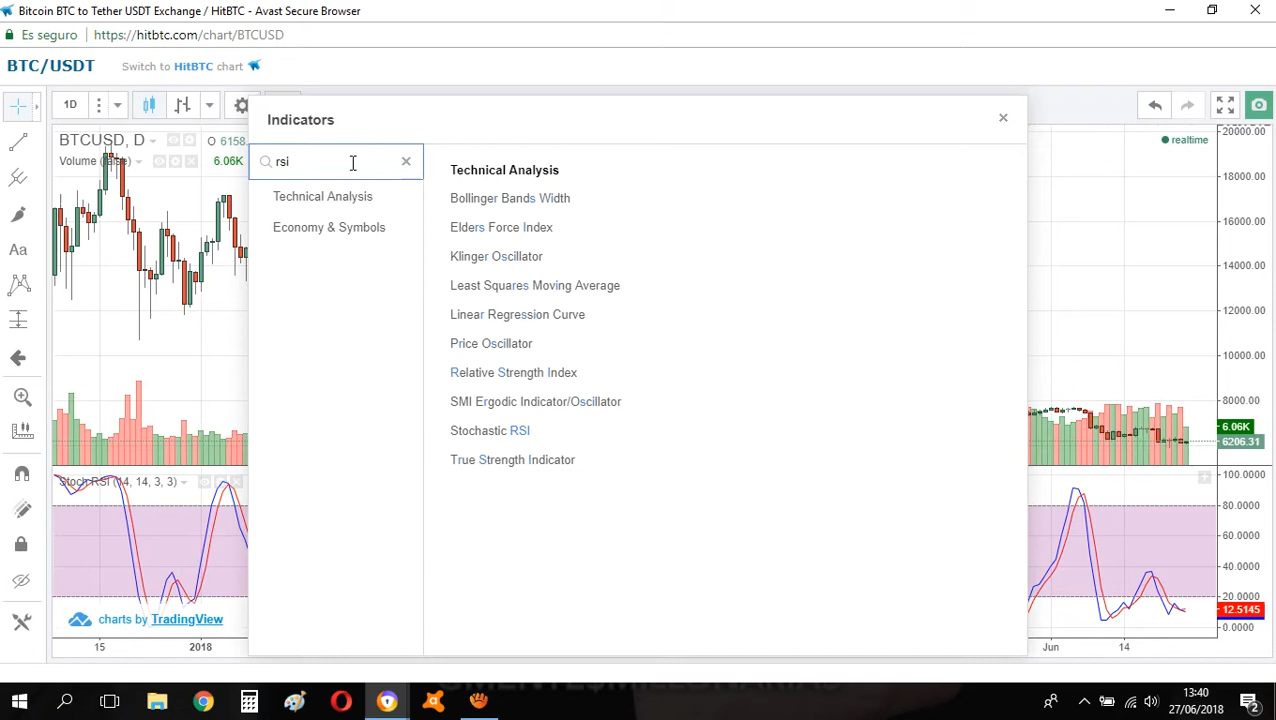 Bitcoin BTC to Tether USDT Exchange / HitBTC - Avast Secure Browser
Es seguro
https://hitbtc.com/chart/BTCUSD
BTC/USDT
Switch to HitBTC chart
1D
Indicators
BTCUSD, D
O 6158.
20000.00
realtime
Volume (false)
6.06K
rsi
Technical Analysis
Economy & Symbols
Technical Analysis
Bollinger Bands Width
Elders Force Index
Klinger Oscillator
Least Squares Moving Average
Linear Regression Curve
Price Oscillator
Relative Strength Index
SMI Ergodic Indicator/Oscillator
Stochastic RSI
True Strength Indicator
Aa
18000.00
16000.00
14000.00
12000.00
10000.00
8000.00
6.06K
6206.31
Stoch RSI (14, 14, 3, 3)
100.0000
80.0000
60.0000
40.0000
20.0000
12.5145
0.0000
charts by TradingView
15
2018
Jun
14
13:40
27/06/2018
2